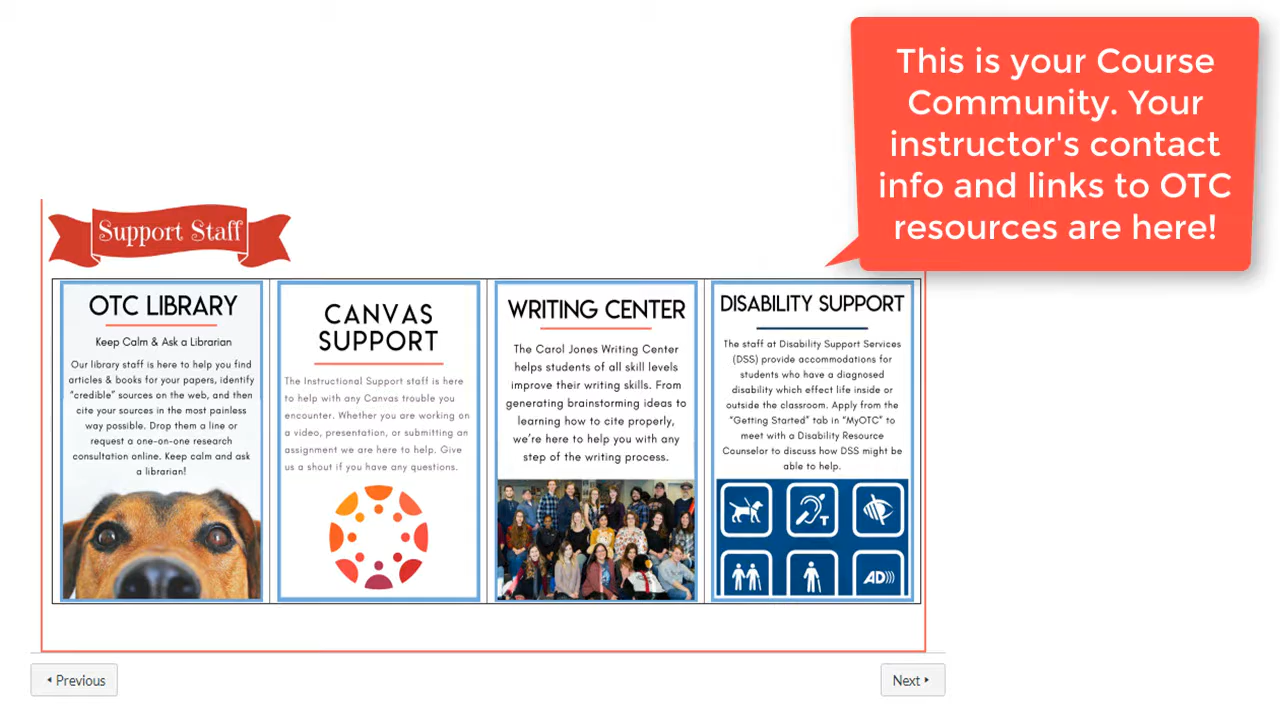 This is your Course
Community. Your
instructor's contact
info and links to OTC
resources are here!
Support Staff
OTC LIBRARY
Keep Calm & Ask a Librarian
Our library staff is here to help you find
articles & books for your papers, identify
"credible" sources on the web, and then
cite your sources in the most painless
way possible. Drop them a line or
request a one-on-one research
consultation online. Keep calm and ask
a librarian!
CANVAS
SUPPORT
The Instructional Support staff is here
to help with any Canvas trouble you
encounter. Whether you are working on
a video, presentation, or submitting an
assignment we are here to help. Give
us a shout if you have any questions.
WRITING CENTER
The Carol Jones Writing Center
helps students of all skill levels
improve their writing skills. From
generating brainstorming ideas to
learning how to cite properly,
we're here to help you with any
step of the writing process.
DISABILITY SUPPORT
The staff at Disability Support Services
(DSS) provide accommodations for
students who have a diagnosed
disability which effect life inside or
outside the classroom. Apply from the
"Getting Started" tab in "MyOTC" to
meet with a Disability Resource
Counselor to discuss how DSS might be
able to help.
T
AD)))
Previous
Next